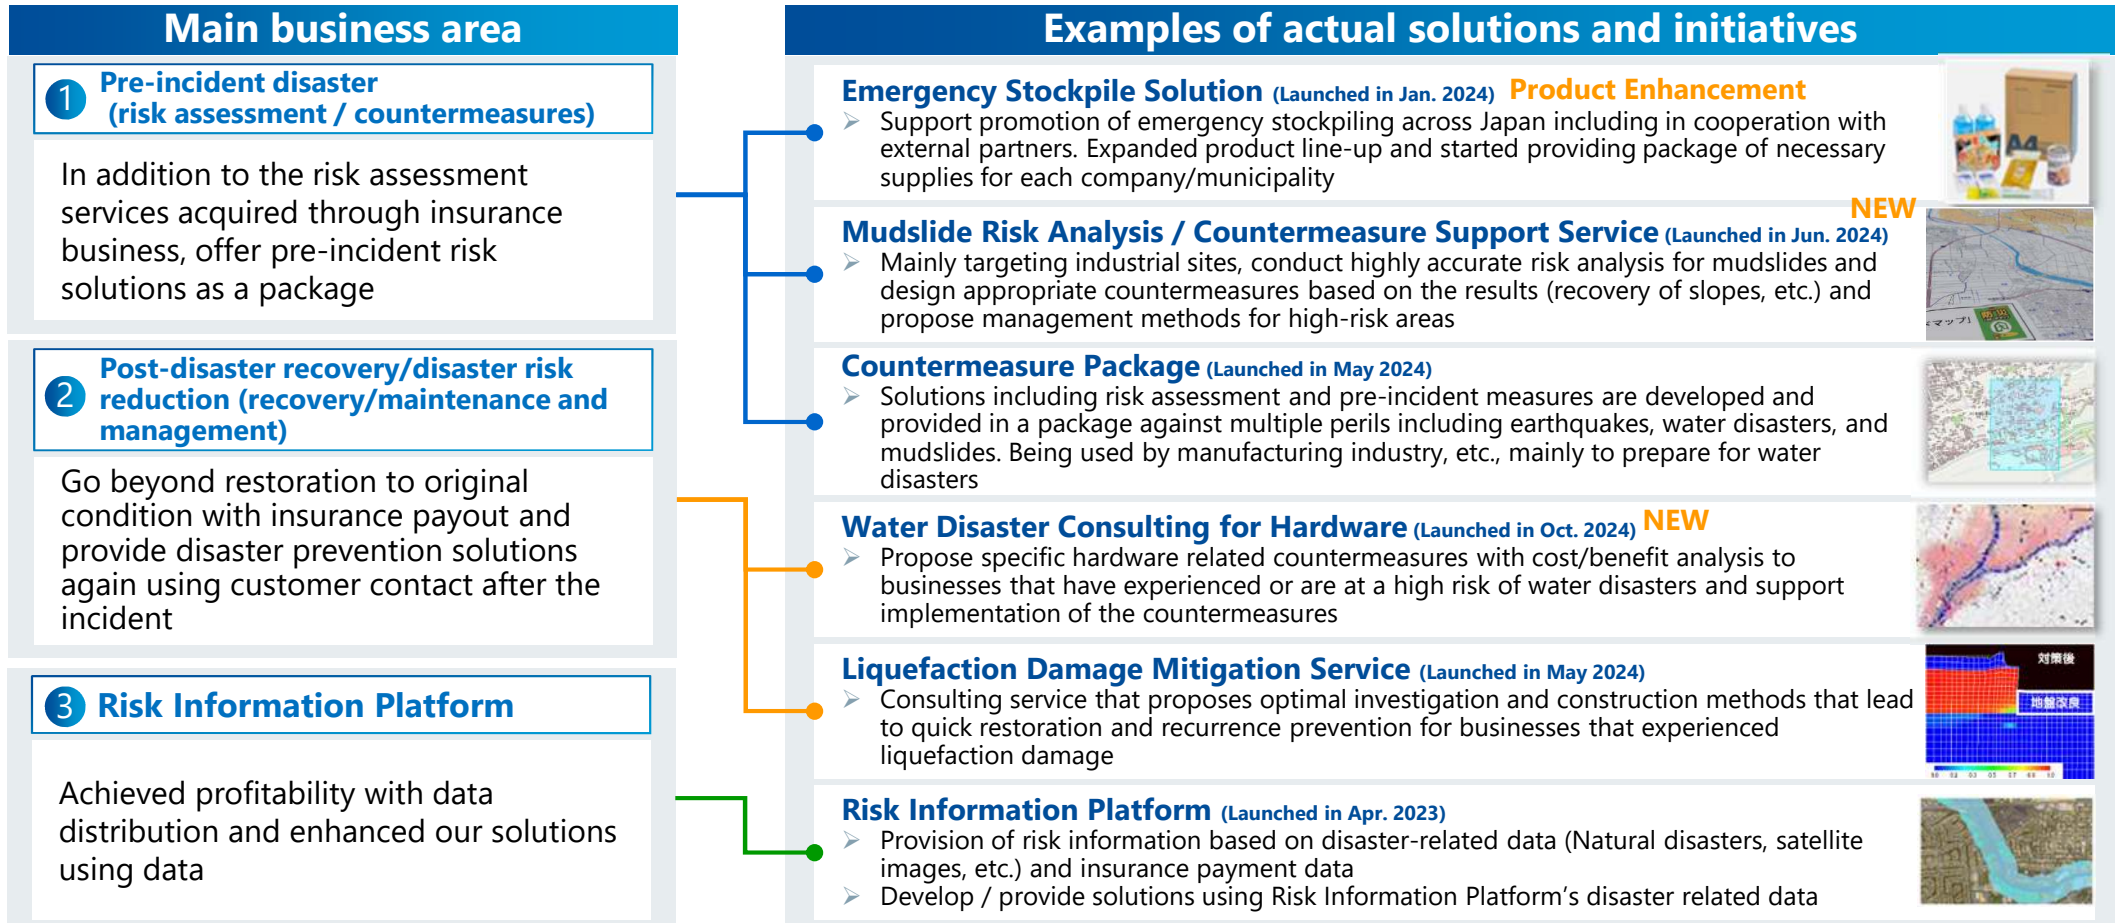 Main business area
1 Pre-incident disaster
(risk assessment / countermeasures)
In addition to the risk assessment
services acquired through insurance
business, offer pre-incident risk
solutions as a package
2 Post-disaster recovery/disaster risk
reduction (recovery/maintenance and
management)
Go beyond restoration to original
condition with insurance payout and
provide disaster prevention solutions
again using customer contact after the
incident
3 Risk Information Platform
Achieved profitability with data
distribution and enhanced our solutions
using data
Examples of actual solutions and initiatives
Emergency Stockpile Solution (Launched in Jan. 2024) Product Enhancement
➢ Support promotion of emergency stockpiling across Japan including in cooperation with
external partners. Expanded product line-up and started providing package of necessary
supplies for each company/municipality
NEW
Mudslide Risk Analysis / Countermeasure Support Service (Launched in Jun. 2024)
➢ Mainly targeting industrial sites, conduct highly accurate risk analysis for mudslides and
design appropriate countermeasures based on the results (recovery of slopes, etc.) and
propose management methods for high-risk areas
Countermeasure Package (Launched in May 2024)
➢ Solutions including risk assessment and pre-incident measures are developed and
provided in a package against multiple perils including earthquakes, water disasters, and
mudslides. Being used by manufacturing industry, etc., mainly to prepare for water
disasters
Water Disaster Consulting for Hardware (Launched in Oct. 2024) NEW
➢ Propose specific hardware related countermeasures with cost/benefit analysis to
businesses that have experienced or are at a high risk of water disasters and support
implementation of the countermeasures
Liquefaction Damage Mitigation Service (Launched in May 2024)
➢ Consulting service that proposes optimal investigation and construction methods that lead
to quick restoration and recurrence prevention for businesses that experienced
liquefaction damage
対策後
地盤改良
Risk Information Platform (Launched in Apr. 2023)
➢ Provision of risk information based on disaster-related data (Natural disasters, satellite
images, etc.) and insurance payment data
➢ Develop / provide solutions using Risk Information Platform's disaster related data